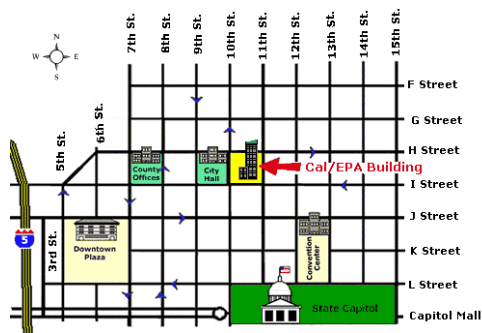 N
W
E
S
7th St.
8th St.
9th St.
10th St.
11th St.
12th St.
13th St.
14th St.
15th St.
F Street
G Street
5th St.
6th St.
H Street
County
Offices
City
Hall
Cal/EPA Building
I Street
J Street
5
3rd St.
Downtown
Plaza
Convention
Center
K Street
L Street
State Capitol
Capitol Mall